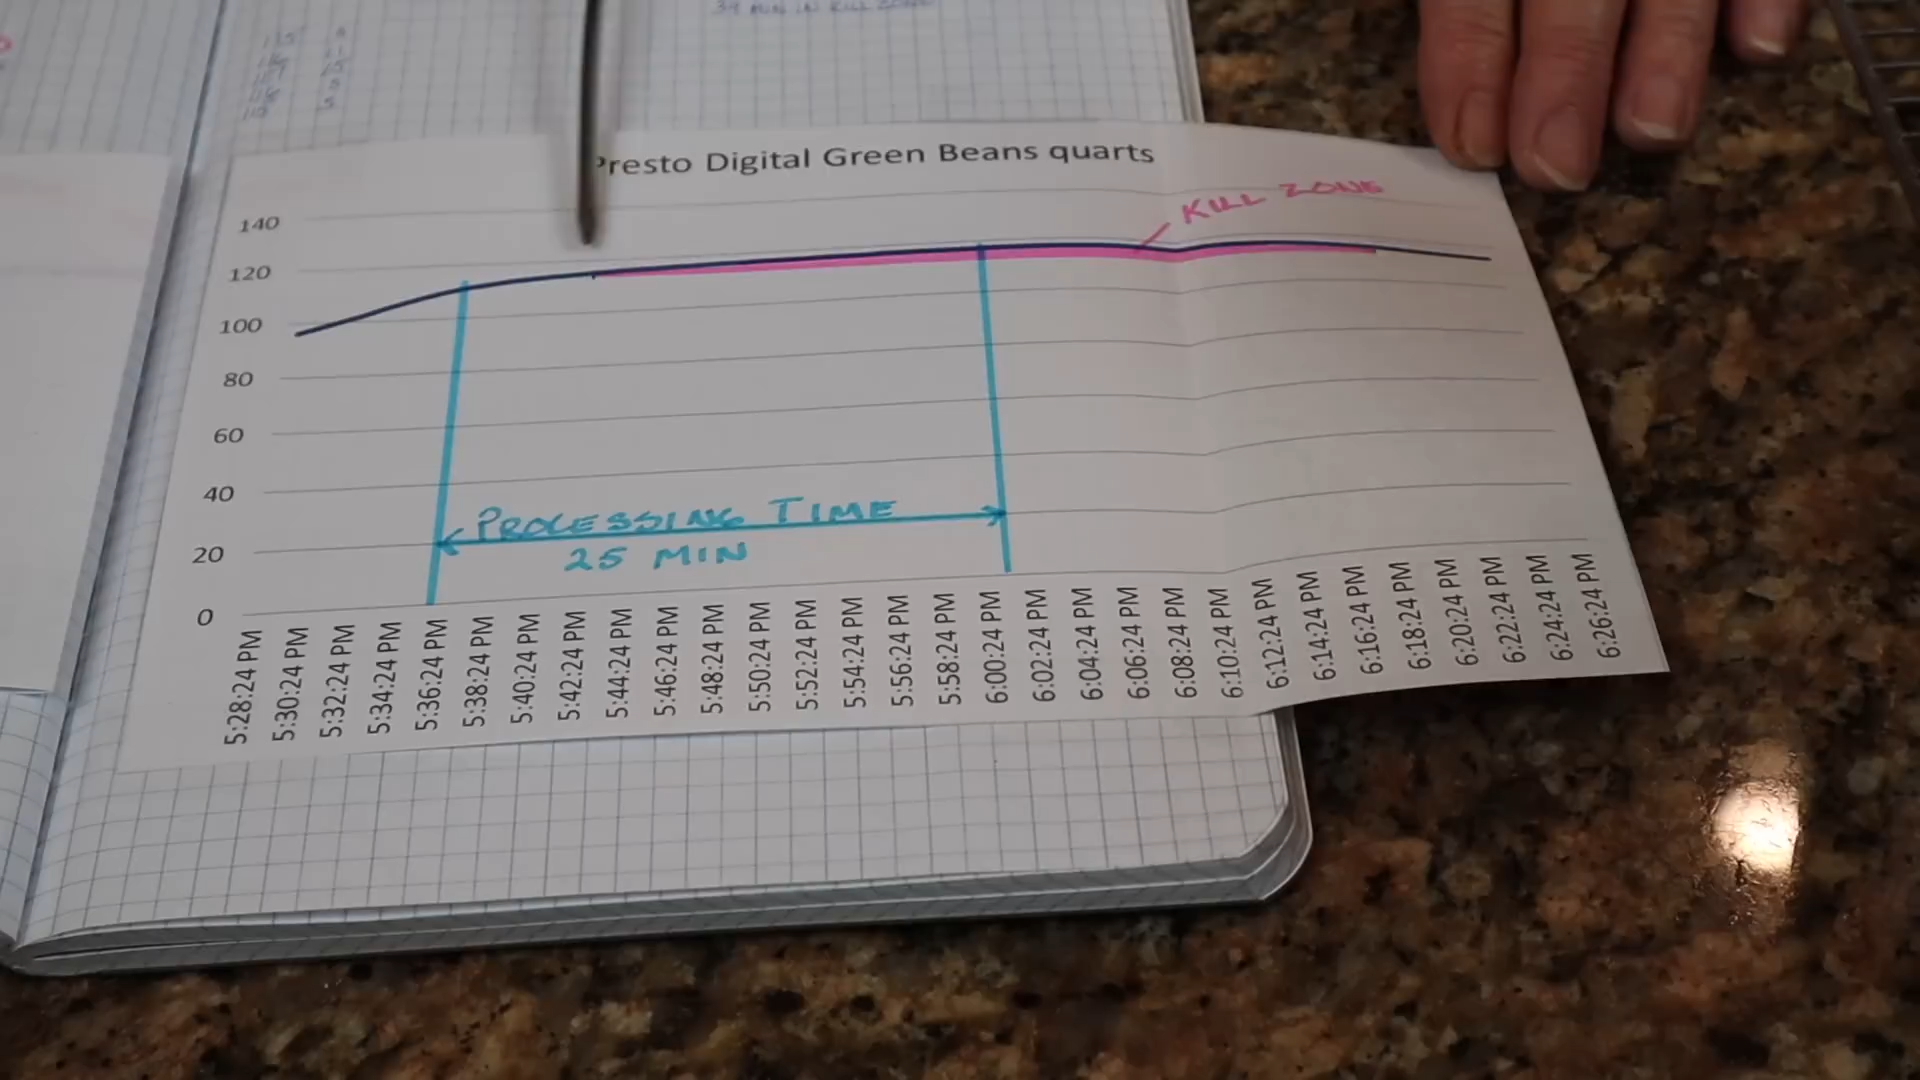 39 MIN IN KILL ZONE
Presto Digital Green Beans quarts
KILL ZONE
140
120
100
80
60
40
20
0
PROCESSING TIME
25 MIN
5:28:24 PM
5:30:24 PM
5:32:24 PM
5:34:24 PM
5:36:24 PM
5:38:24 PM
5:40:24 PM
5:42:24 PM
5:44:24 PM
5:46:24 PM
5:48:24 PM
5:50:24 PM
5:52:24 PM
5:54:24 PM
5:56:24 PM
5:58:24 PM
6:00:24 PM
6:02:24 PM
6:04:24 PM
6:06:24 PM
6:08:24 PM
6:10:24 PM
6:12:24 PM
6:14:24 PM
6:16:24 PM
6:18:24 PM
6:20:24 PM
6:22:24 PM
6:24:24 PM
6:26:24 PM